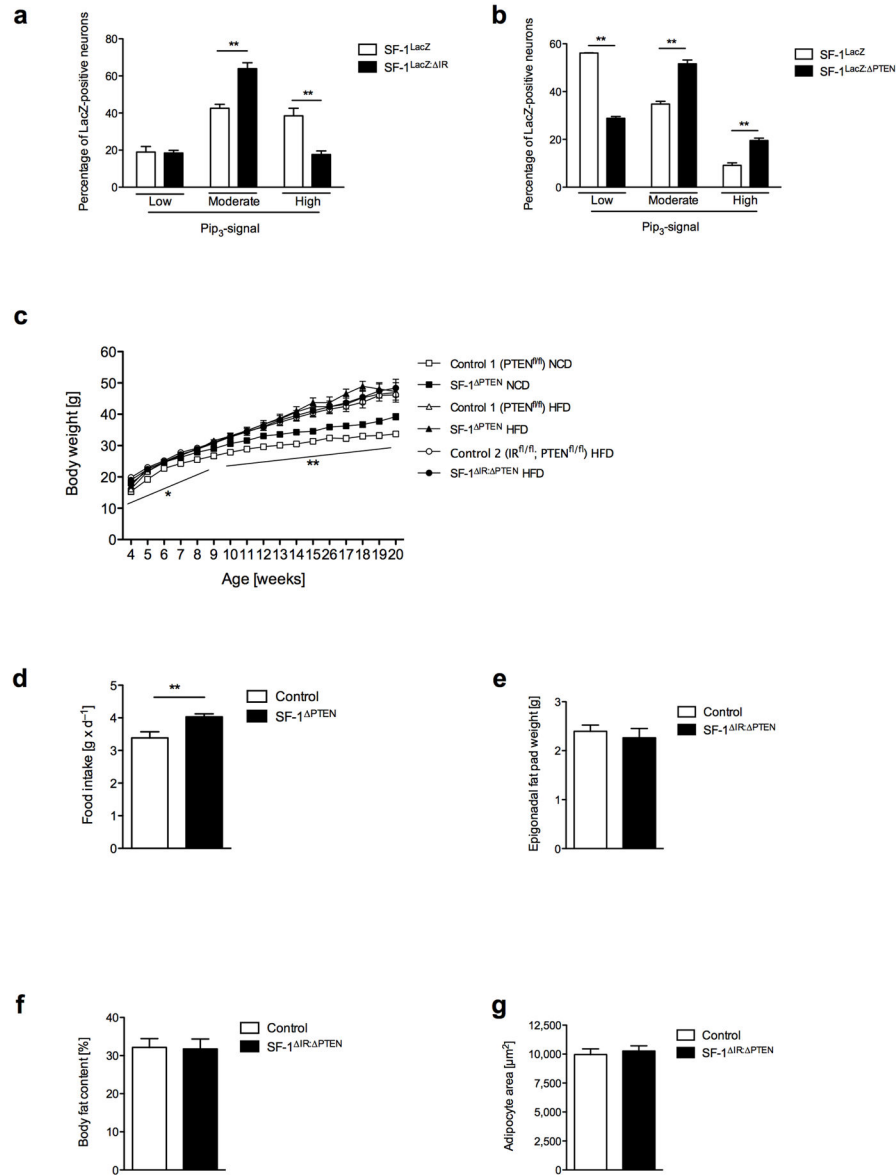 a
Percentage of LacZ-positive neurons
80
60
40
20
0
**
**
Low
Moderate
High
Pip3-signal
SF-1LacZ
SF-1LacZ:ΔIR
b
Percentage of LacZ-positive neurons
60
40
20
0
**
**
**
Low
Moderate
High
Pip3-signal
SF-1LacZ
SF-1LacZ:ΔPTEN
c
Body weight [g]
60
50
40
30
20
10
0
*
**
4 5 6 7 8 9 10 11 12 13 14 15 26 17 18 19 20
Age [weeks]
Control 1 (PTENfl/fl) NCD
SF-1ΔPTEN NCD
Control 1 (PTENfl/fl) HFD
SF-1ΔPTEN HFD
Control 2 (IRfl/fl; PTENfl/fl) HFD
SF-1ΔIR:ΔPTEN HFD
d
Food intake [g x d–1)
5
4
3
2
1
0
**
Control
SF-1ΔPTEN
e
Epigonadal fat pad weight [g]
3
2
1
0
Control
SF-1ΔIR:ΔPTEN
f
Body fat content [%]
40
30
20
10
0
Control
SF-1ΔIR:ΔPTEN
g
Adipocyte area [µm2]
12,500
10,000
7,500
5,000
2,500
0
Control
SF-1ΔIR:ΔPTEN